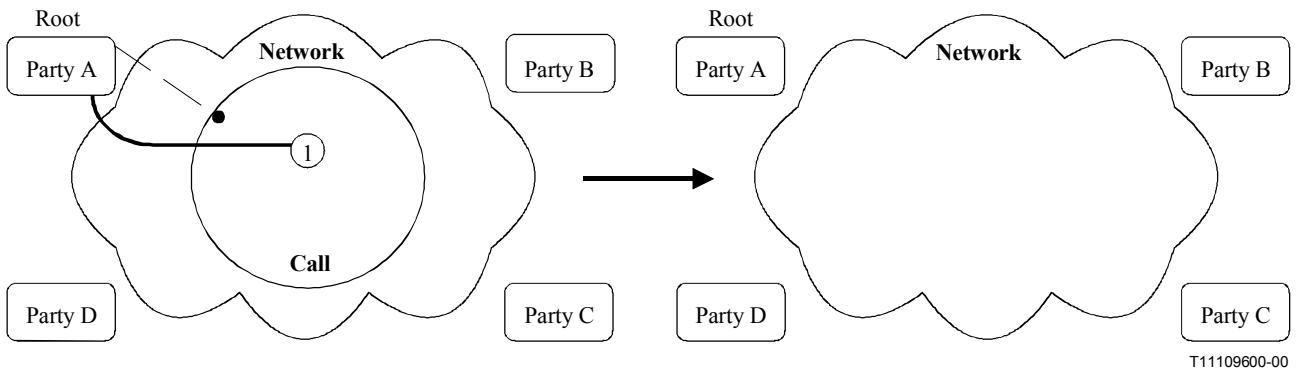 Root
Party A
Network
Party B
1
Call
Party D
Party C
Root
Party A
Network
Party B
Party D
Party C
T11109600-00